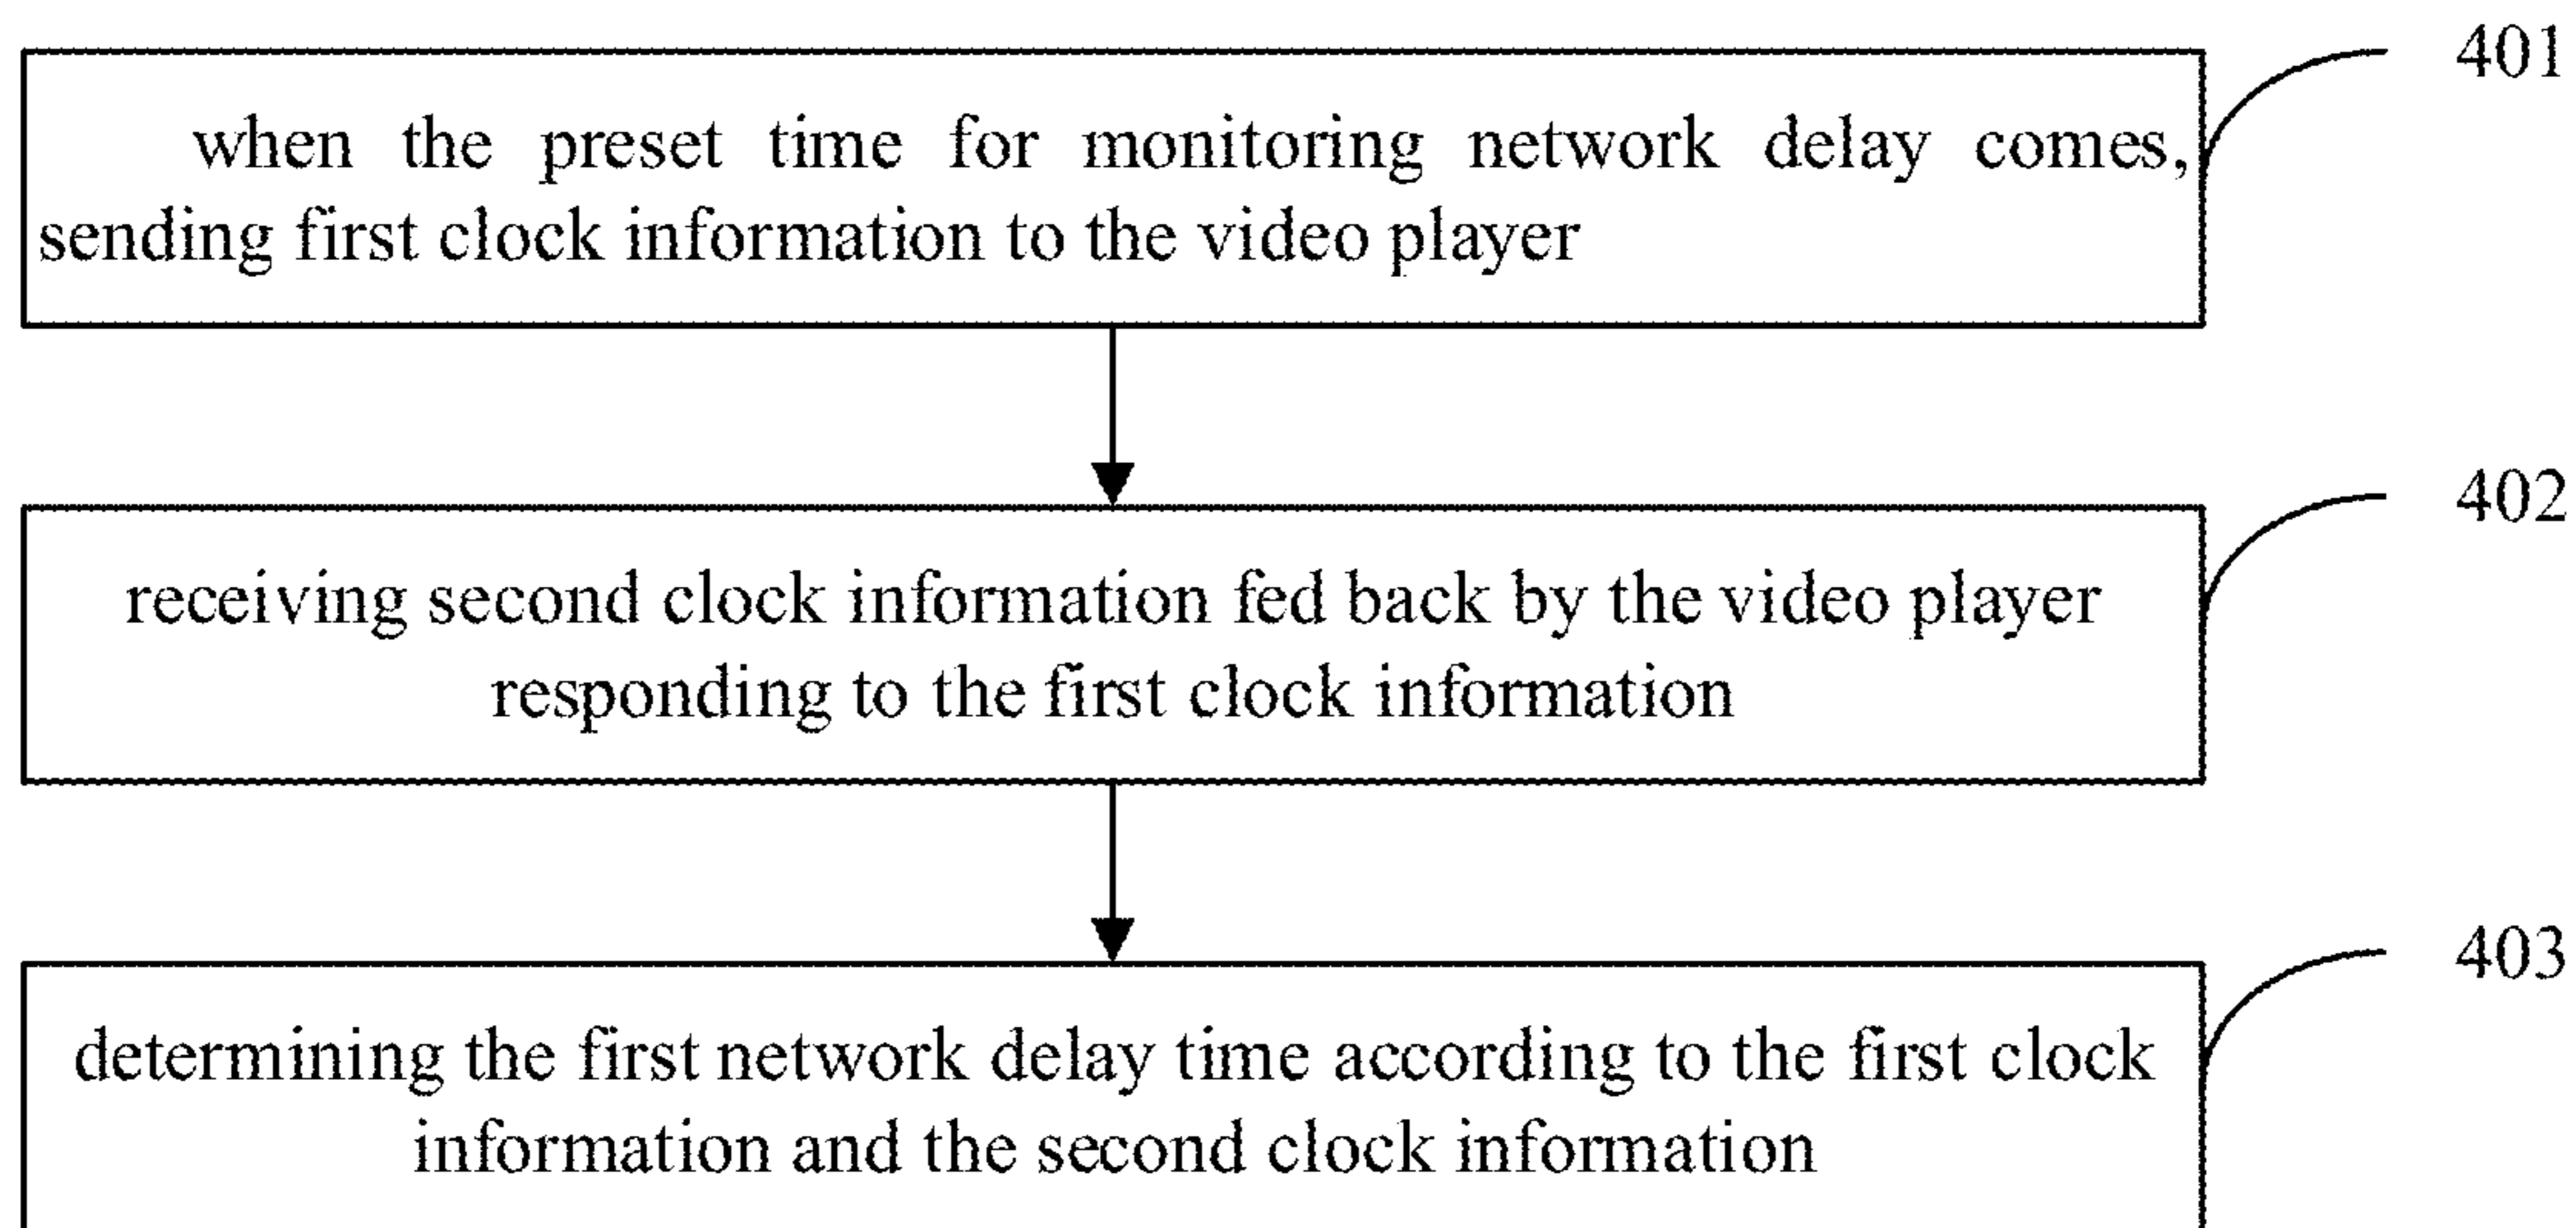 401
when the preset time for monitoring network delay comes,
sending first clock information to the video player
402
receiving second clock information fed back by the video player
responding to the first clock information
403
determining the first network delay time according to the first clock
information and the second clock information